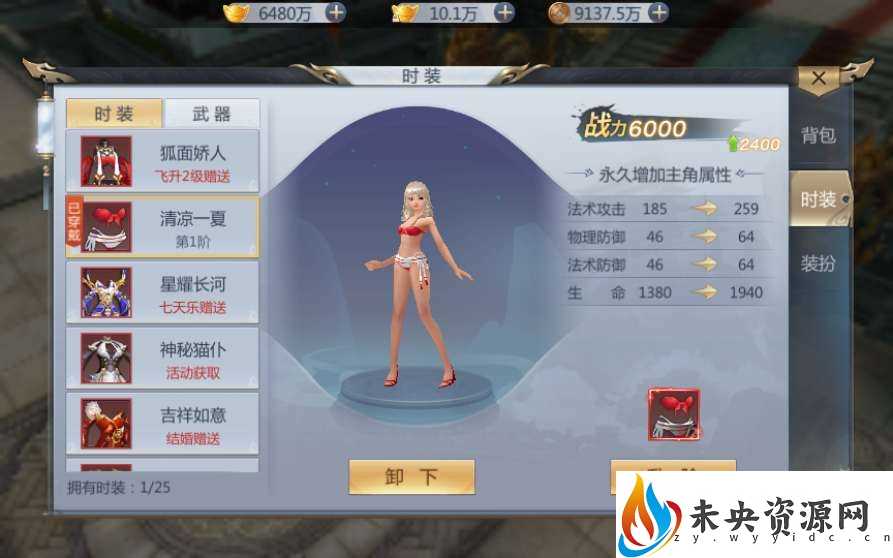 6480万
10.1万
9137.5万
时装
时装
武器
背包
时装
装扮
狐面娇人
飞升2级赠送
已穿戴
清凉一夏
第1阶
星耀长河
七天乐赠送
神秘猫仆
活动获取
吉祥如意
结婚赠送
拥有时装：1/25
战力6000
2400
永久增加主角属性
法术攻击 185 259
物理防御 46 64
法术防御 46 64
生命 1380 1940
卸下
未央资源网
zy.wyyidc.cn